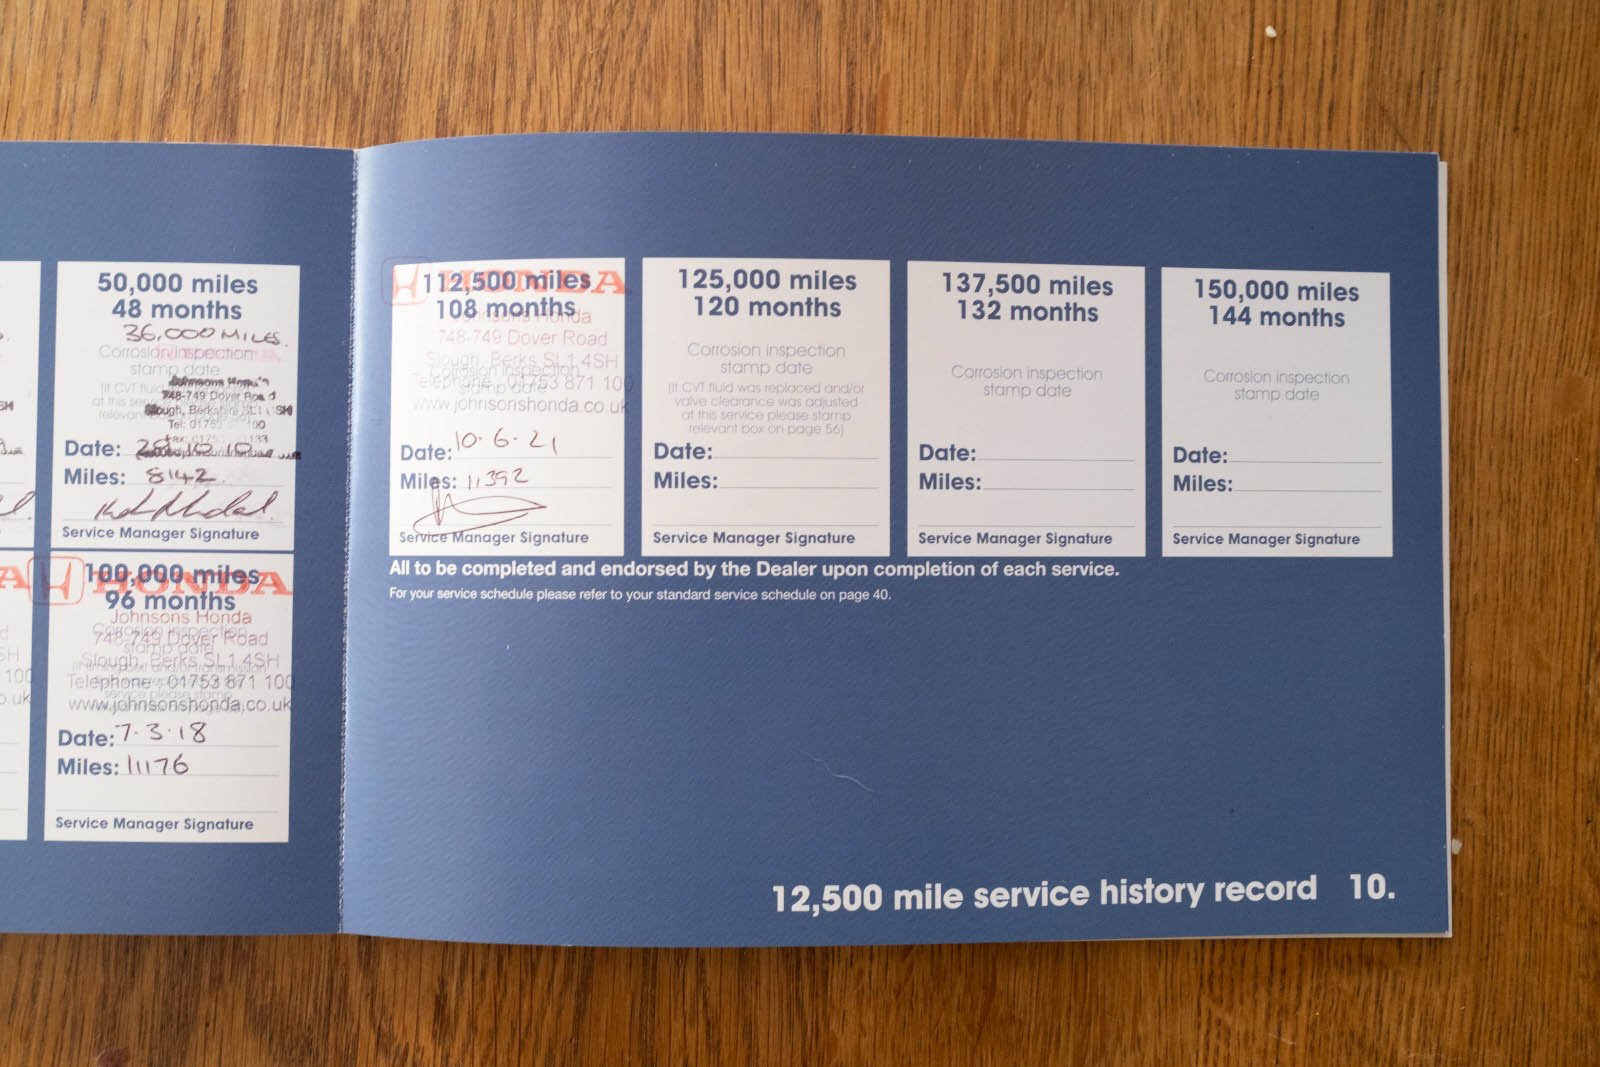 50,000 miles
48 months
36,000 MILES.
Corrosion inspection
stamp date
748-749 Dover Road
Date: 28.10.10
Miles: 8142
Service Manager Signature
HONDA
100,000 miles
96 months
Johnsons Honda
748-749 Dover Road
Slough, Berks SL1 4SH
Telephone : 01753 871 100
www.johnsonshonda.co.uk
Date: 7.3.18
Miles: 11176
Service Manager Signature
HONDA
112,500 miles
108 months
Johnsons Honda
748-749 Dover Road
Slough, Berks SL1 4SH
Corrosion inspection
Telephone : 01753 871 100
stamp date
www.johnsonshonda.co.uk
Date: 10.6.21
Miles: 11392
Service Manager Signature
125,000 miles
120 months
Corrosion inspection
stamp date
(If CVT fluid was replaced and/or
valve clearance was adjusted
at this service please stamp
relevant box on page 56)
Date:
Miles:
Service Manager Signature
137,500 miles
132 months
Corrosion inspection
stamp date
Date:
Miles:
Service Manager Signature
150,000 miles
144 months
Corrosion inspection
stamp date
Date:
Miles:
Service Manager Signature
All to be completed and endorsed by the Dealer upon completion of each service.
For your service schedule please refer to your standard service schedule on page 40.
12,500 mile service history record 10.